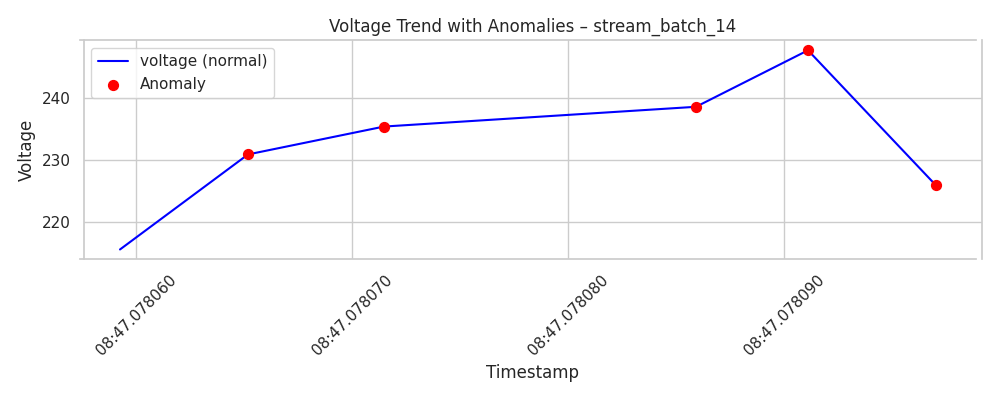 Voltage Trend with Anomalies – stream_batch_14
voltage (normal)
Anomaly
Voltage
240
230
220
08:47.078060
08:47.078070
08:47.078080
08:47.078090
Timestamp